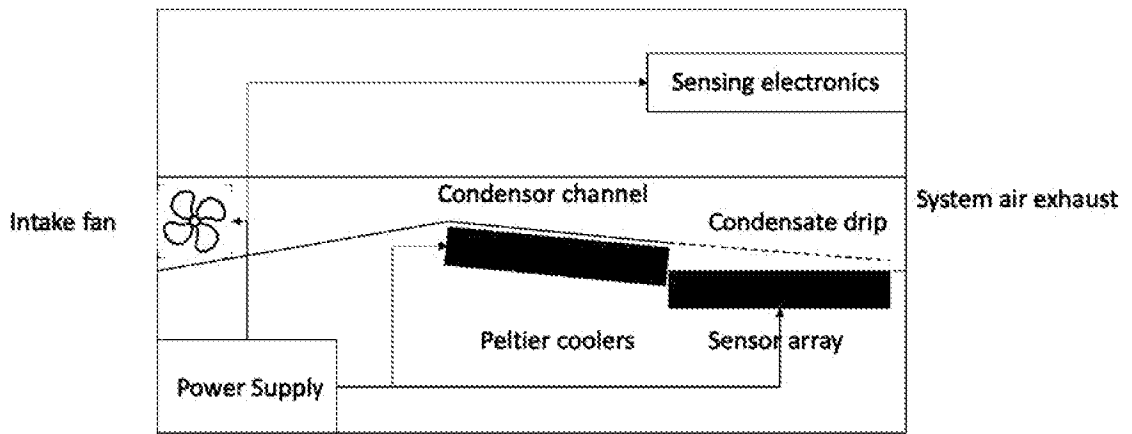 Sensing electronics
Condensor channel
System air exhaust
Intake fan
Condensate drip
Peltier coolers
Sensor array
Power Supply